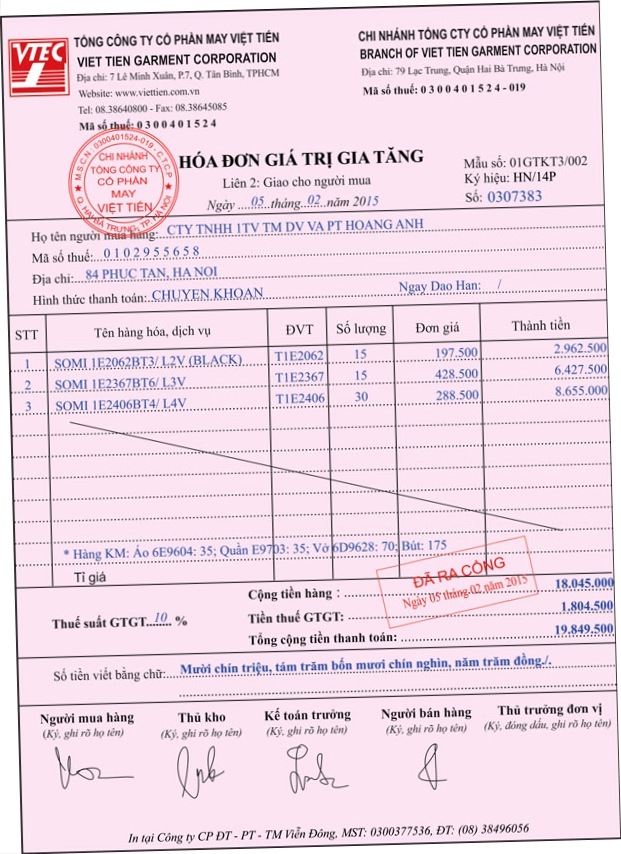 VTEC
TỔNG CÔNG TY CỔ PHẦN MAY VIỆT TIẾN
VIET TIEN GARMENT CORPORATION
Địa chỉ: 7 Lê Minh Xuân, P.7, Q. Tân Bình, TPHCM
Website: www.viettien.com.vn
Tel: 08.38640800 - Fax: 08.38645085
Mã số thuế: 0 3 0 0 4 0 1 5 2 4
CHI NHÁNH TỔNG CTY CỔ PHẦN MAY VIỆT TIẾN
BRANCH OF VIET TIEN GARMENT CORPORATION
Địa chỉ: 79 Lạc Trung, Quận Hai Bà Trưng, Hà Nội
Mã số thuế: 0 3 0 0 4 0 1 5 2 4 - 019
M.S.C.N: 0300401524-019 - C.T.C.P
CHI NHÁNH
TỔNG CÔNG TY
CỔ PHẦN
MAY
VIỆT TIẾN
Q. HAI BÀ TRƯNG, TP. HÀ NỘI
HÓA ĐƠN GIÁ TRỊ GIA TĂNG
Liên 2: Giao cho người mua
Ngày ....05....tháng....02...năm 2015
Mẫu số: 01GTKT3/002
Ký hiệu: HN/14P
Số: 0307383
Họ tên người mua hàng: CTY TNHH 1TV TM DV VA PT HOANG ANH
Mã số thuế: 0 1 0 2 9 5 5 6 5 8
Địa chỉ: 84 PHUC TAN, HA NOI
Hình thức thanh toán: CHUYEN KHOAN Ngay Dao Han: /
STT Tên hàng hóa, dịch vụ ĐVT Số lượng Đơn giá Thành tiền
1 SOMI 1E2062BT3/ L2V (BLACK) T1E2062 15 197.500 2.962.500
2 SOMI 1E2367BT6/ L3V T1E2367 15 428.500 6.427.500
3 SOMI 1E2406BT4/ L4V T1E2406 30 288.500 8.655.000
* Hàng KM: Áo 6E9604: 35; Quần E9703: 35; Vớ 6D9628: 70; Bút: 175
Tỉ giá
ĐÃ RA CỔNG
Ngày 05 tháng 02 năm 2015
Cộng tiền hàng : 18.045.000
Thuế suất GTGT....10.. % Tiền thuế GTGT: 1.804.500
Tổng cộng tiền thanh toán: 19.849.500
Số tiền viết bằng chữ: Mười chín triệu, tám trăm bốn mươi chín nghìn, năm trăm đồng./.
Người mua hàng Thủ kho Kế toán trưởng Người bán hàng Thủ trưởng đơn vị
(Ký, ghi rõ họ tên) (Ký, ghi rõ họ tên) (Ký, ghi rõ họ tên) (Ký, ghi rõ họ tên) (Ký, đóng dấu, ghi rõ họ tên)
In tại Công ty CP ĐT - PT - TM Viễn Đông, MST: 0300377536, ĐT: (08) 38496056